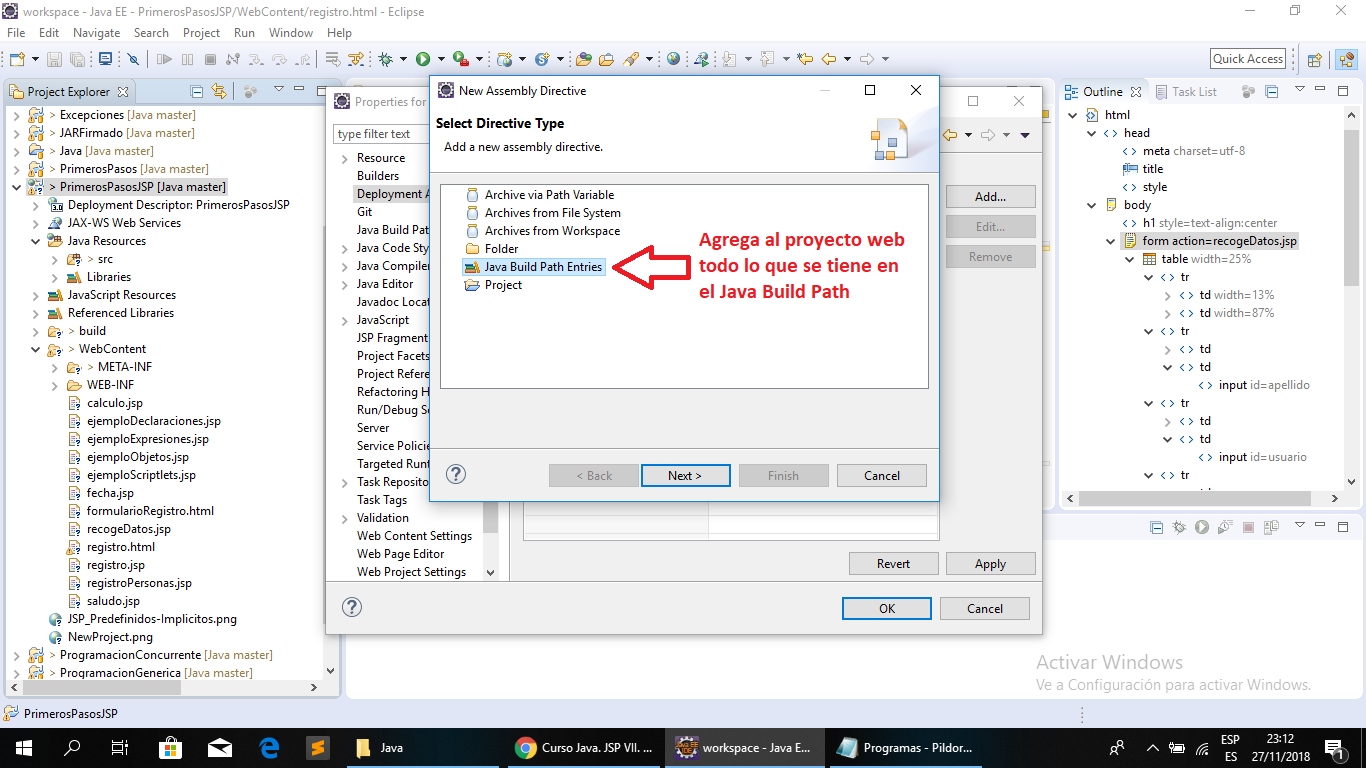 workspace - Java EE - PrimerosPasosJSP/WebContent/registro.html - Eclipse
File Edit Navigate Search Project Run Window Help
Quick Access
Project Explorer
> Excepciones [Java master]
> JARFirmado [Java master]
> Java [Java master]
> PrimerosPasos [Java master]
> PrimerosPasosJSP [Java master]
3.0 Deployment Descriptor: PrimerosPasosJSP
JAX-WS Web Services
Java Resources
> src
Libraries
JavaScript Resources
Referenced Libraries
> build
> WebContent
> META-INF
WEB-INF
calculo.jsp
ejemploDeclaraciones.jsp
ejemploExpresiones.jsp
ejemploObjetos.jsp
ejemploScriptlets.jsp
fecha.jsp
formularioRegistro.html
recogeDatos.jsp
registro.html
registro.jsp
registroPersonas.jsp
saludo.jsp
JSP_Predefinidos-Implicitos.png
NewProject.png
> ProgramacionConcurrente [Java master]
> ProgramacionGenerica [Java master]
Properties for
type filter text
Resource
Builders
Deployment A
Git
Java Build Pat
Java Code Sty
Java Compiler
Java Editor
Javadoc Locat
JavaScript
JSP Fragment
Project Facets
Project Refere
Refactoring H
Run/Debug Se
Server
Service Policie
Targeted Runt
Task Reposito
Task Tags
Validation
Web Content Settings
Web Page Editor
Web Project Settings
Add...
Edit...
Remove
Revert Apply
OK Cancel
New Assembly Directive
Select Directive Type
Add a new assembly directive.
Archive via Path Variable
Archives from File System
Archives from Workspace
Folder
Java Build Path Entries
Project
Agrega al proyecto web
todo lo que se tiene en
el Java Build Path
< Back Next > Finish Cancel
Outline Task List
html
head
meta charset=utf-8
title
style
body
h1 style=text-align:center
form action=recogeDatos.jsp
table width=25%
tr
td width=13%
td width=87%
tr
td
td
input id=apellido
tr
td
td
input id=usuario
tr
Activar Windows
Ve a Configuración para activar Windows.
PrimerosPasosJSP
Java
Curso Java. JSP VII. ...
workspace - Java E...
Programas - Pildor...
ESP
ES
23:12
27/11/2018
1